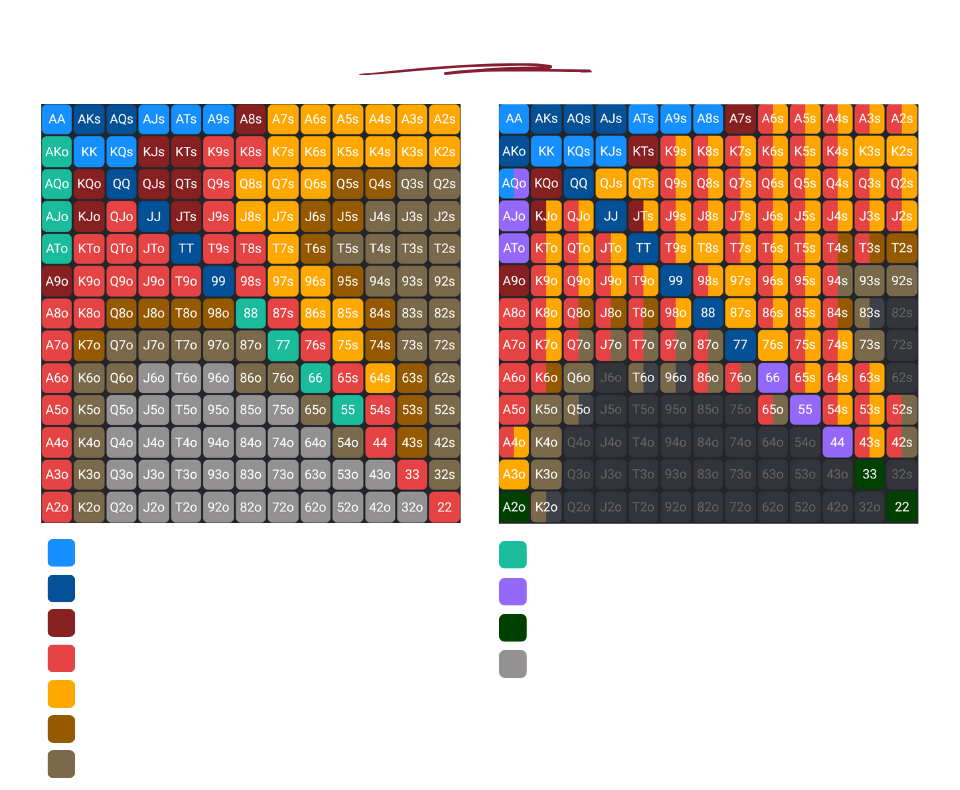 AA AKs AQs AJs ATs A9s A8s A7s A6s A5s A4s A3s A2s
AKo KK KQs KJs KTs K9s K8s K7s K6s K5s K4s K3s K2s
AQo KQo QQ QJs QTs Q9s Q8s Q7s Q6s Q5s Q4s Q3s Q2s
AJo KJo QJo JJ JTs J9s J8s J7s J6s J5s J4s J3s J2s
ATo KTo QTo JTo TT T9s T8s T7s T6s T5s T4s T3s T2s
A9o K9o Q9o J9o T9o 99 98s 97s 96s 95s 94s 93s 92s
A8o K8o Q8o J8o T8o 98o 88 87s 86s 85s 84s 83s 82s
A7o K7o Q7o J7o T7o 97o 87o 77 76s 75s 74s 73s 72s
A6o K6o Q6o J6o T6o 96o 86o 76o 66 65s 64s 63s 62s
A5o K5o Q5o J5o T5o 95o 85o 75o 65o 55 54s 53s 52s
A4o K4o Q4o J4o T4o 94o 84o 74o 64o 54o 44 43s 42s
A3o K3o Q3o J3o T3o 93o 83o 73o 63o 53o 43o 33 32s
A2o K2o Q2o J2o T2o 92o 82o 72o 62o 52o 42o 32o 22
AA AKs AQs AJs ATs A9s A8s A7s A6s A5s A4s A3s A2s
AKo KK KQs KJs KTs K9s K8s K7s K6s K5s K4s K3s K2s
AQo KQo QQ QJs QTs Q9s Q8s Q7s Q6s Q5s Q4s Q3s Q2s
AJo KJo QJo JJ JTs J9s J8s J7s J6s J5s J4s J3s J2s
ATo KTo QTo JTo TT T9s T8s T7s T6s T5s T4s T3s T2s
A9o K9o Q9o J9o T9o 99 98s 97s 96s 95s 94s 93s 92s
A8o K8o Q8o J8o T8o 98o 88 87s 86s 85s 84s 83s 82s
A7o K7o Q7o J7o T7o 97o 87o 77 76s 75s 74s 73s 72s
A6o K6o Q6o J6o T6o 96o 86o 76o 66 65s 64s 63s 62s
A5o K5o Q5o J5o T5o 95o 85o 75o 65o 55 54s 53s 52s
A4o K4o Q4o J4o T4o 94o 84o 74o 64o 54o 44 43s 42s
A3o K3o Q3o J3o T3o 93o 83o 73o 63o 53o 43o 33 32s
A2o K2o Q2o J2o T2o 92o 82o 72o 62o 52o 42o 32o 22